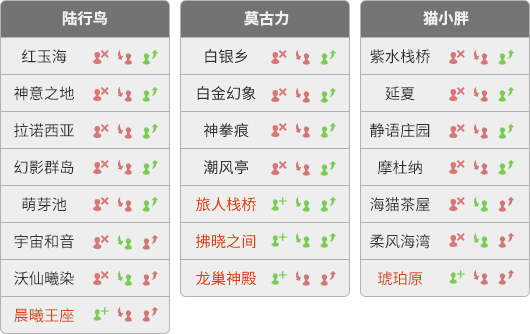 陆行鸟
红玉海
神意之地
拉诺西亚
幻影群岛
萌芽池
宇宙和音
沃仙曦染
晨曦王座
莫古力
白银乡
白金幻象
神拳痕
潮风亭
旅人栈桥
拂晓之间
龙巢神殿
猫小胖
紫水栈桥
延夏
静语庄园
摩杜纳
海猫茶屋
柔风海湾
琥珀原